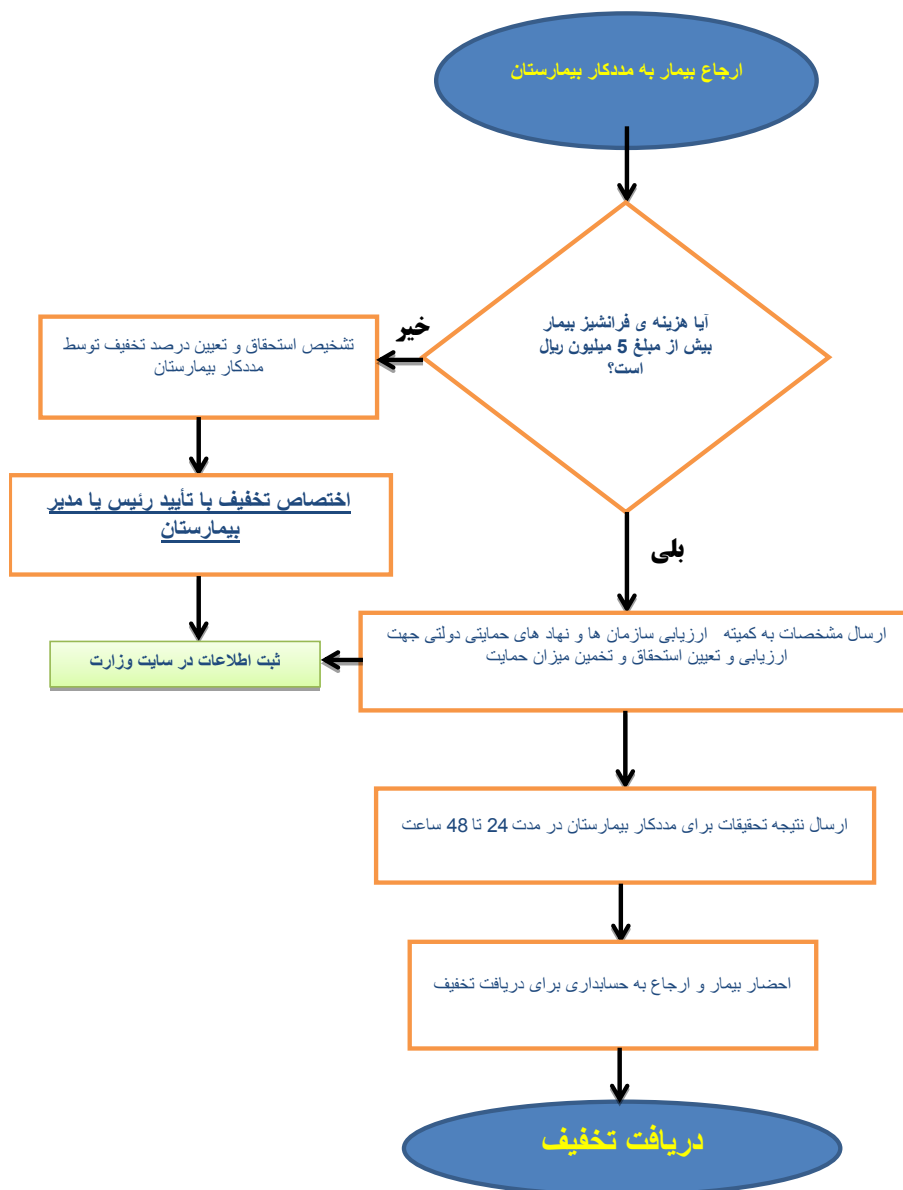 ارجاع بیمار به مددکار بیمارستان
آیا هزینه ی فرانشیز بیمار
بیش از مبلغ 5 میلیون ریال
است؟
خیر
تشخیص استحقاق و تعیین درصد تخفیف توسط
مددکار بیمارستان
اختصاص تخفیف با تأیید رئیس یا مدیر
بیمارستان
بلی
ارسال مشخصات به کمیته ارزیابی سازمان ها و نهاد های حمایتی دولتی جهت
ارزیابی و تعیین استحقاق و تخمین میزان حمایت
ثبت اطلاعات در سایت وزارت
ارسال نتیجه تحقیقات برای مددکار بیمارستان در مدت 24 تا 48 ساعت
احضار بیمار و ارجاع به حسابداری برای دریافت تخفیف
دریافت تخفیف